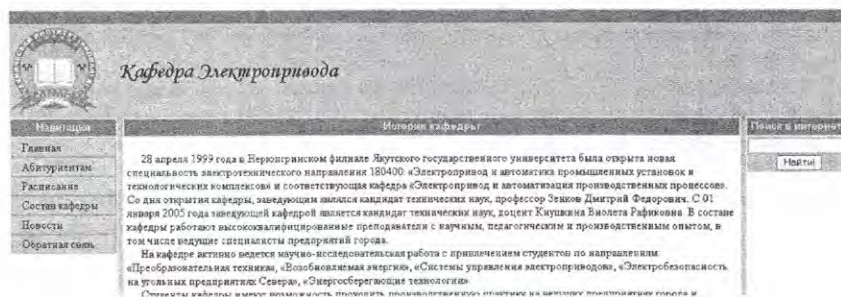 Кафедра Электропривода
Навигация
Главная
Абитуриентам
Расписание
Состав кафедры
Новости
Обратная связь
История кафедры
28 апреля 1999 года в Нерюнгринском филиале Якутского государственного университета была открыта новая
специальность электротехнического направления 180400: «Электропривод и автоматика промышленных установок и
технологических комплексов» и соответствующая кафедра «Электропривод и автоматизация производственных процессов».
Со дня открытия кафедры, заведующим являлся кандидат технических наук, профессор Зенков Дмитрий Федорович. С 01
января 2005 года заведующей кафедрой является кандидат технических наук, доцент Кнушкина Виолета Рафиковна. В составе
кафедры работают высококвалифицированные преподаватели с научным, педагогическим и производственным опытом, в
том числе ведущие специалисты предприятий города.
На кафедре активно ведется научно-исследовательская работа с привлечением студентов по направлениям:
«Преобразовательная техника», «Возобновляемая энергия», «Системы управления электроприводов», «Электробезопасность
на угольных предприятиях Севера», «Энергосберегающие технологии»
Студенты кафедры имеют возможность проходить производственную практику на ведущих предприятиях города и
Поиск в интернет
Найти